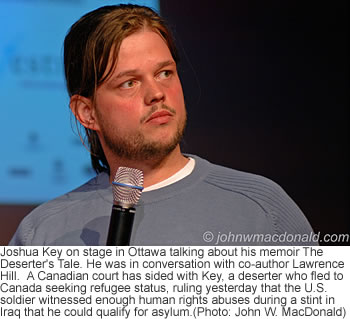 © johnwmacdonald.com
Joshua Key on stage in Ottawa talking about his memoir The
Deserter's Tale. He was in conversation with co-author Lawrence
Hill.  A Canadian court has sided with Key, a deserter who fled to
Canada seeking refugee status, ruling yesterday that the U.S.
soldier witnessed enough human rights abuses during a stint in
Iraq that he could qualify for asylum.(Photo: John W. MacDonald)